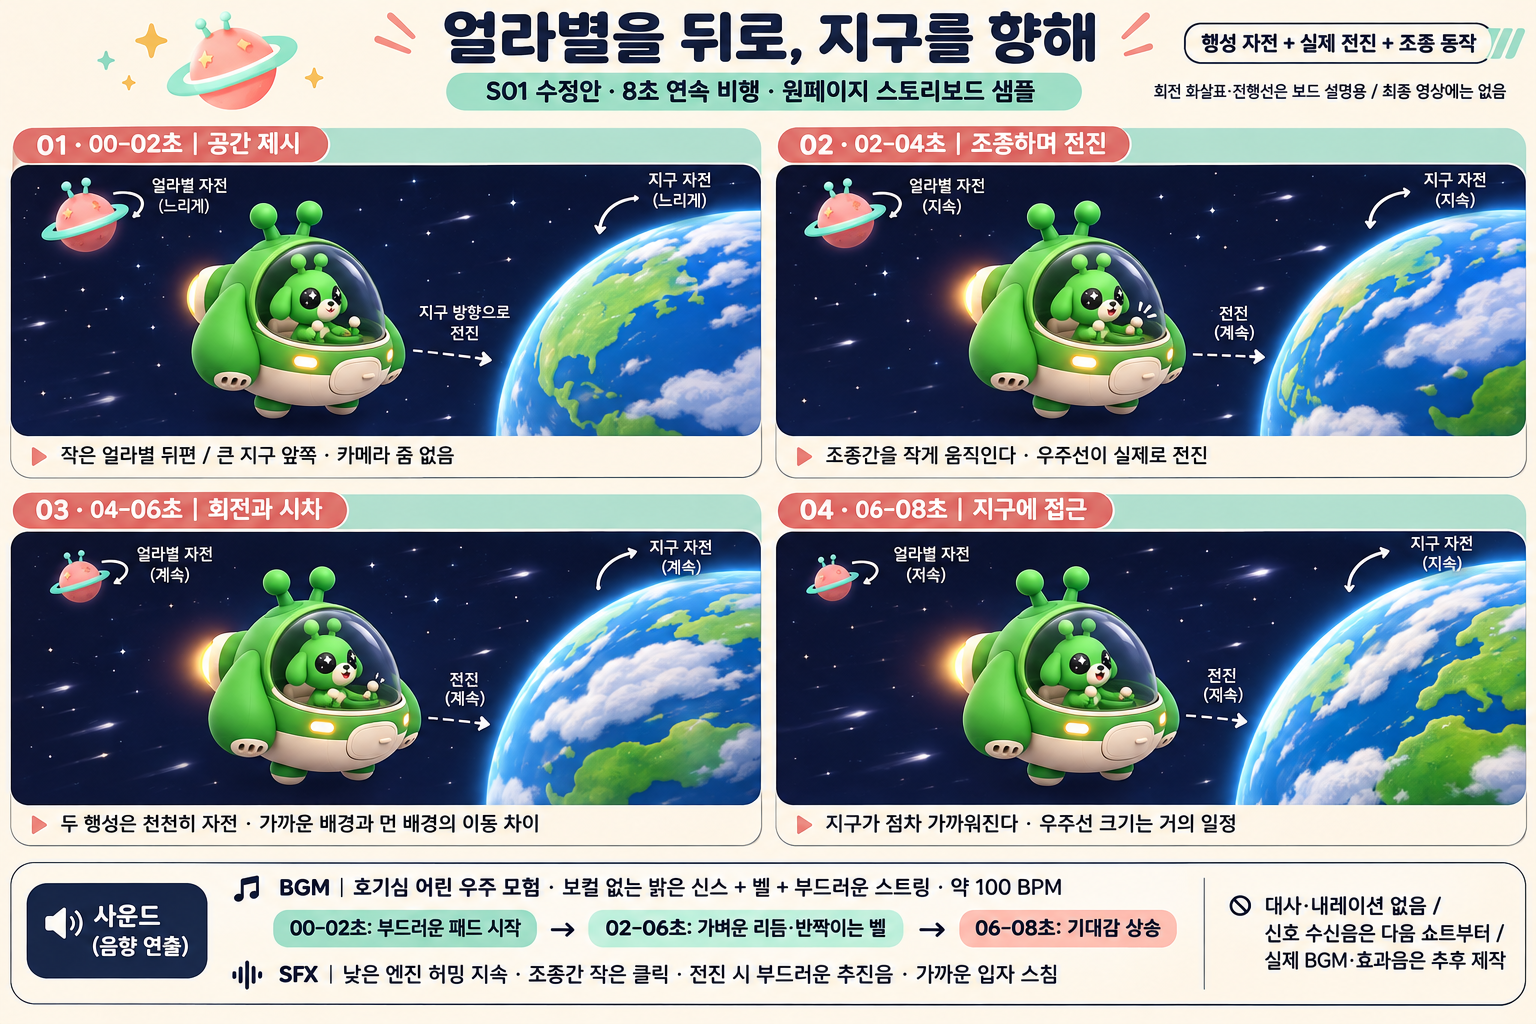 얼라별을 뒤로, 지구를 향해
S01 수정안 · 8초 연속 비행 · 원페이지 스토리보드 샘플
행성 자전 + 실제 전진 + 조종 동작
회전 화살표·전행선은 보드 설명용 / 최종 영상에는 없음
01 · 00-02초 | 공간 제시
얼라별 자전
(느리게)
지구 자전
(느리게)
지구 방향으로
전진
작은 얼라별 뒤편 / 큰 지구 앞쪽 · 카메라 줌 없음
02 · 02-04초 | 조종하며 전진
얼라별 자전
(지속)
지구 자전
(지속)
전전
(계속)
조종간을 작게 움직인다 · 우주선이 실제로 전진
03 · 04-06초 | 회전과 시차
얼라별 자전
(계속)
지구 자전
(계속)
전진
(계속)
두 행성은 천천히 자전 · 가까운 배경과 먼 배경의 이동 차이
04 · 06-08초 | 지구에 접근
얼라별 자전
(저속)
지구 자전
(지속)
전진
(지속)
지구가 점차 가까워진다 · 우주선 크기는 거의 일정
사운드
(음향 연출)
BGM | 호기심 어린 우주 모험 · 보컬 없는 밝은 신스 + 벨 + 부드러운 스트링 · 약 100 BPM
00-02초: 부드러운 패드 시작 → 02-06초: 가벼운 리듬·반짝이는 벨 → 06-08초: 기대감 상송
SFX | 낮은 엔진 허밍 지속 · 조종간 작은 클릭 · 전진 시 부드러운 추진음 · 가까운 입자 스침
대사·내레이션 없음 /
신호 수신음은 다음 쇼트부터 /
실제 BGM·효과음은 추후 제작